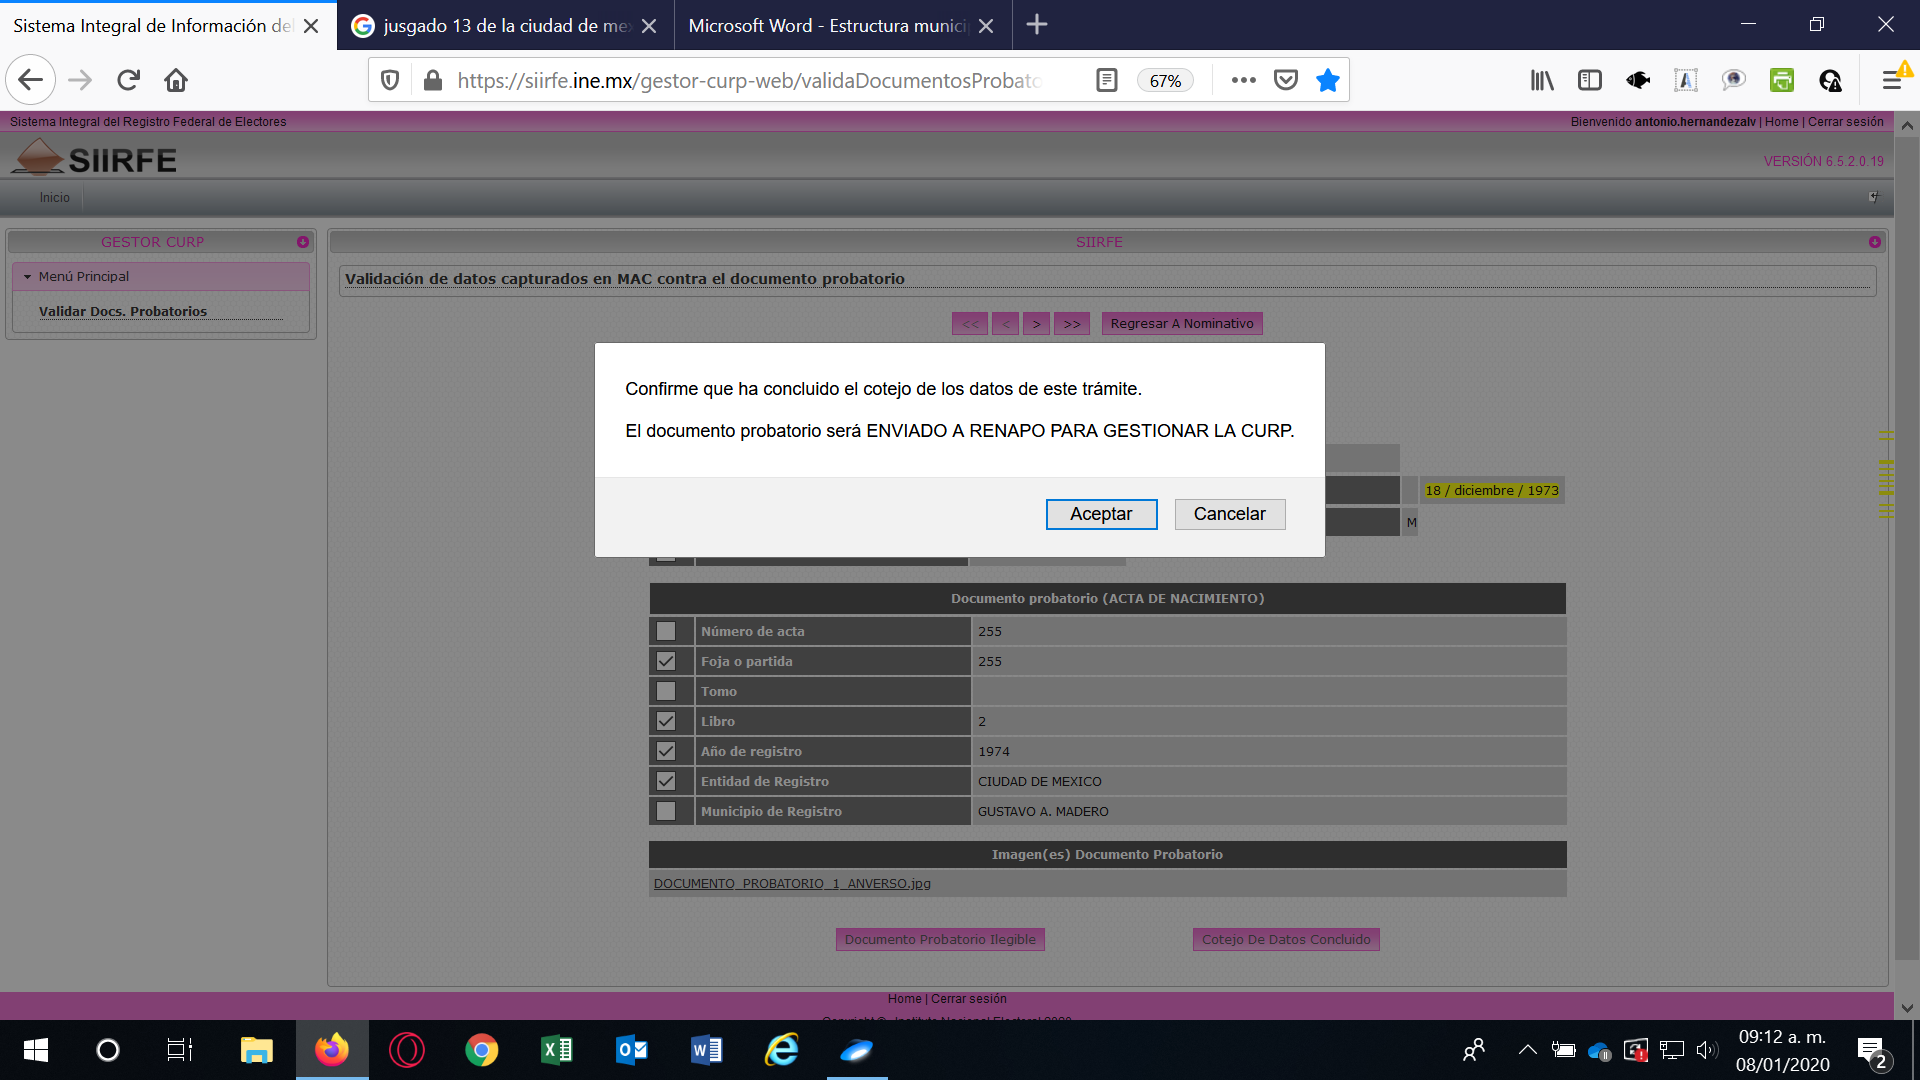 Sistema Integral de Información del
jusgado 13 de la ciudad de me
Microsoft Word - Estructura munici
https://siirfe.ine.mx/gestor-curp-web/validaDocumentosProbato
67%
Sistema Integral del Registro Federal de Electores
Bienvenido antonio.hernandezalv | Home | Cerrar sesión
SIIRFE
VERSIÓN 6.5.2.0.19
Inicio
GESTOR CURP
SIIRFE
Menú Principal
Validar Docs. Probatorios
Validación de datos capturados en MAC contra el documento probatorio
<< < > >> Regresar A Nominativo
Confirme que ha concluido el cotejo de los datos de este trámite.
El documento probatorio será ENVIADO A RENAPO PARA GESTIONAR LA CURP.
Aceptar Cancelar
18 / diciembre / 1973
M
Documento probatorio (ACTA DE NACIMIENTO)
Número de acta 255
Foja o partida 255
Tomo
Libro 2
Año de registro 1974
Entidad de Registro CIUDAD DE MEXICO
Municipio de Registro GUSTAVO A. MADERO
Imagen(es) Documento Probatorio
DOCUMENTO_PROBATORIO_1_ANVERSO.jpg
Documento Probatorio Ilegible Cotejo De Datos Concluido
Home | Cerrar sesión
09:12 a. m.
08/01/2020
2